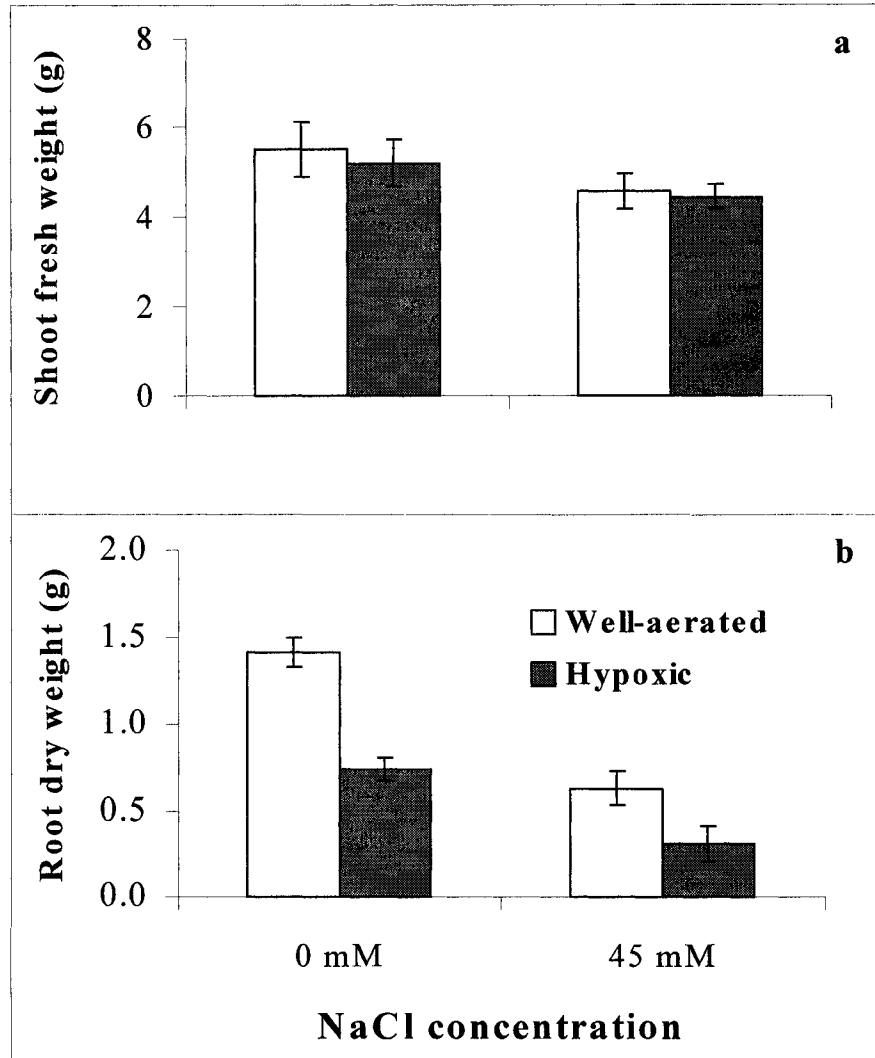 a
Shoot fresh weight (g)
8
6
4
2
0
b
Root dry weight (g)
2.0
1.5
1.0
0.5
0.0
Well-aerated
Hypoxic
0 mM 45 mM
NaCl concentration